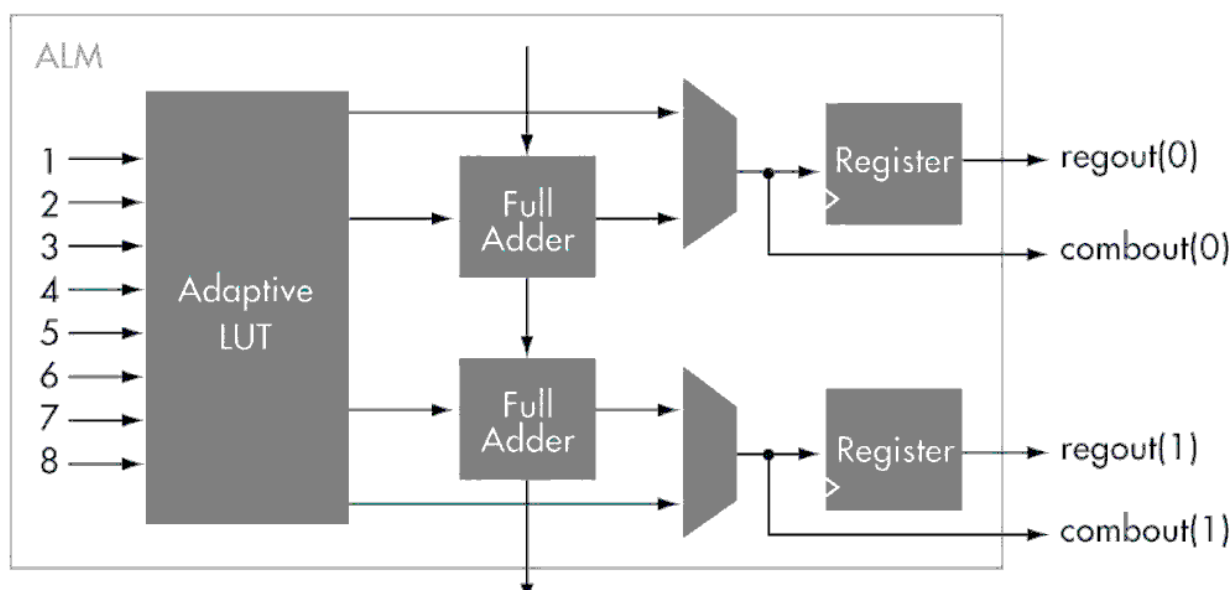 ALM
1
2
3
4
5
6
7
8
Adaptive
LUT
Full
Adder
Full
Adder
Register
regout(0)
combout(0)
Register
regout(1)
combout(1)